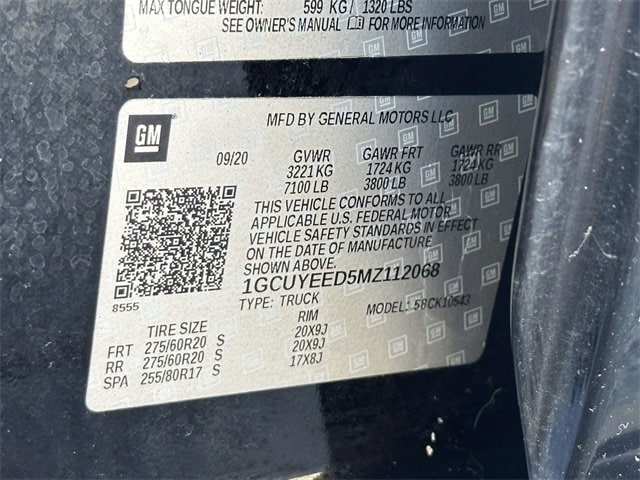 MAX TONGUE WEIGHT: 599 KG/ 1320 LBS
SEE OWNER'S MANUAL FOR MORE INFORMATION
GM
MFD BY GENERAL MOTORS LLC
09/20 GVWR GAWR FRT GAWR RR
3221 KG 1724 KG 1724 KG
7100 LB 3800 LB 3800 LB
THIS VEHICLE CONFORMS TO ALL
APPLICABLE U.S. FEDERAL MOTOR
VEHICLE SAFETY STANDARDS IN EFFECT
ON THE DATE OF MANUFACTURE
SHOWN ABOVE.
1GCUYEED5MZ112068
8555
TYPE: TRUCK MODEL: 58CK10543
TIRE SIZE RIM
FRT 275/60R20 S 20X9J
RR 275/60R20 S 20X9J
SPA 255/80R17 S 17X8J